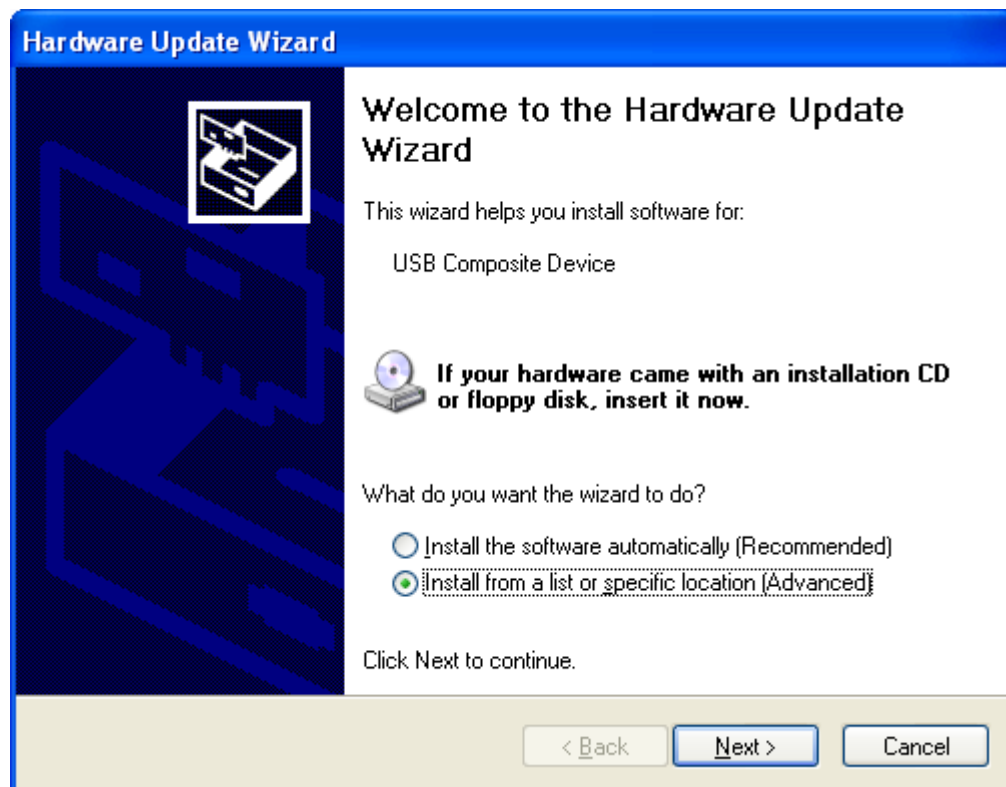 Hardware Update Wizard
Welcome to the Hardware Update
Wizard
This wizard helps you install software for:
USB Composite Device
If your hardware came with an installation CD
or floppy disk, insert it now.
What do you want the wizard to do?
Install the software automatically (Recommended)
Install from a list or specific location (Advanced)
Click Next to continue.
< Back Next > Cancel